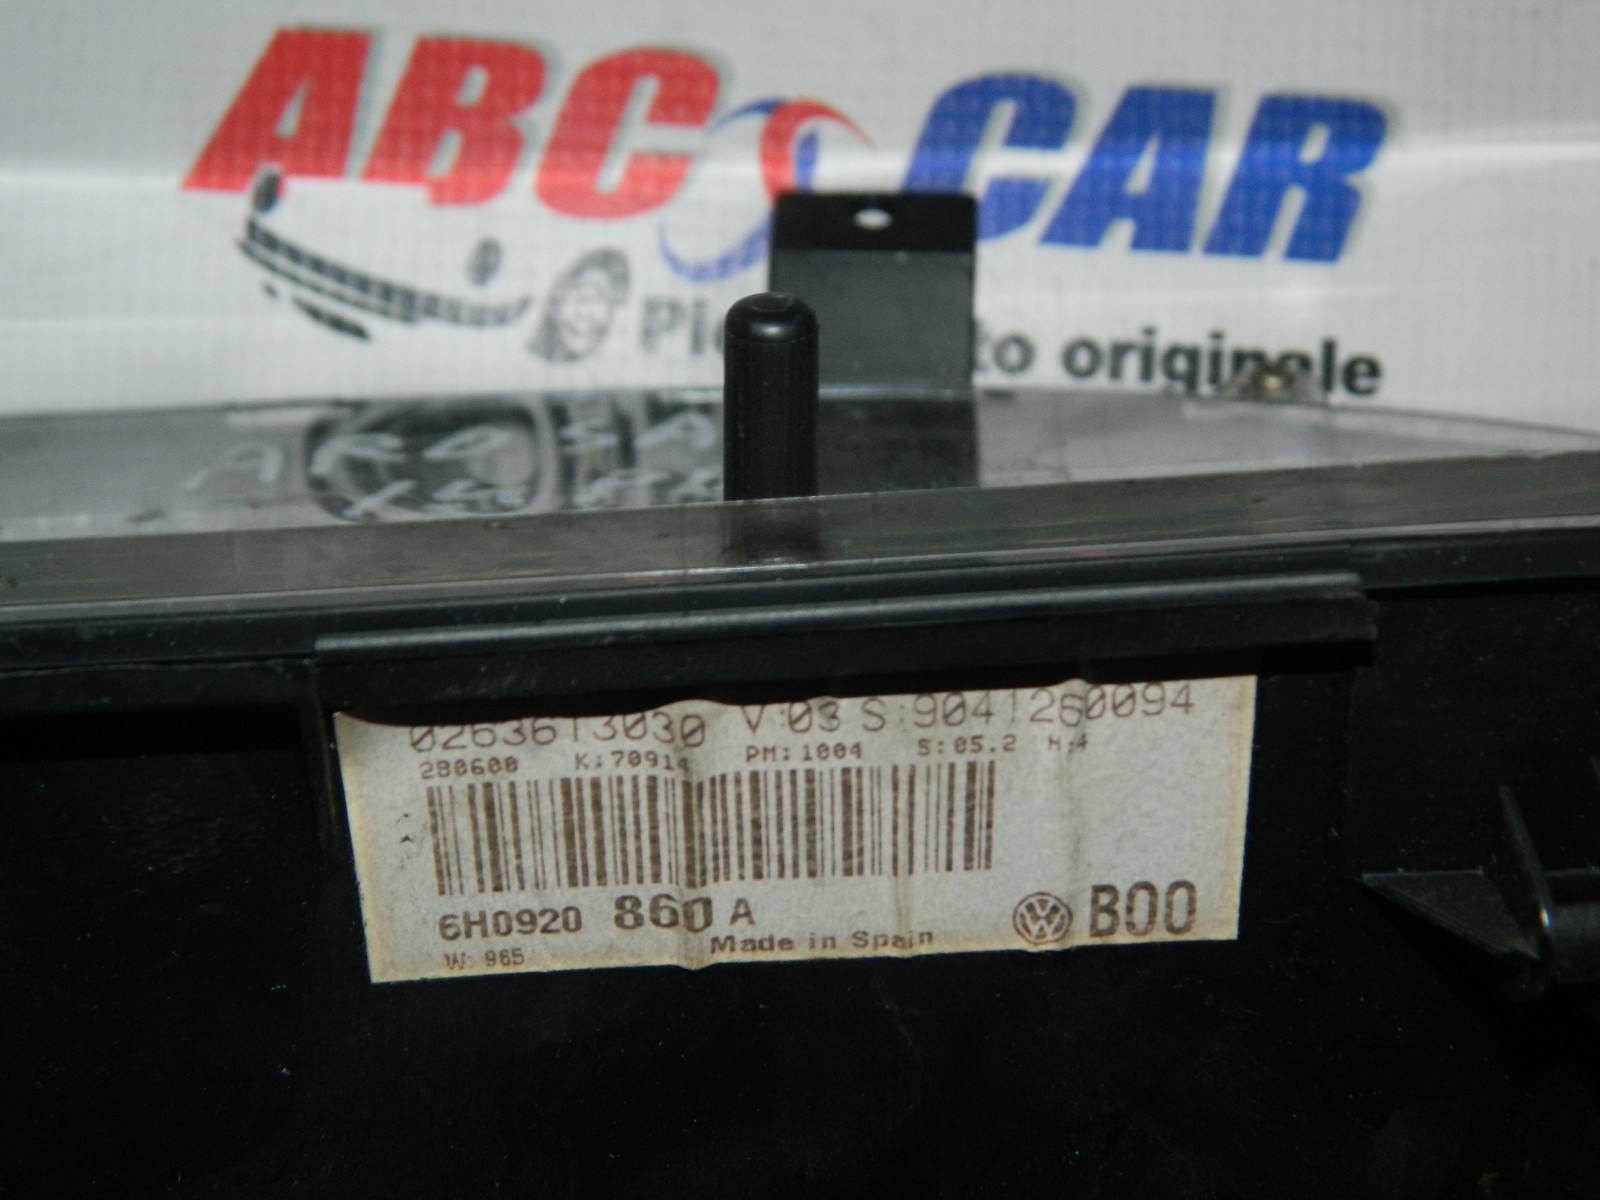 ABC CAR
to originale
0263613030 V:03 S:9041260094
280600 K:70914 PM:1004 S:05.2 N:4
6H0920 860 A
Made in Spain
W: 965
B00